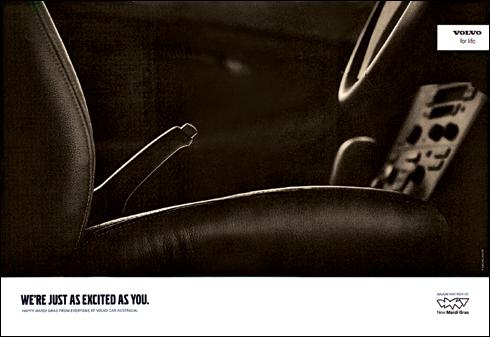 VOLVO
for life
WE'RE JUST AS EXCITED AS YOU.
HAPPY MARDI GRAS FROM EVERYONE AT VOLVO CAR AUSTRALIA.
New Mardi Gras